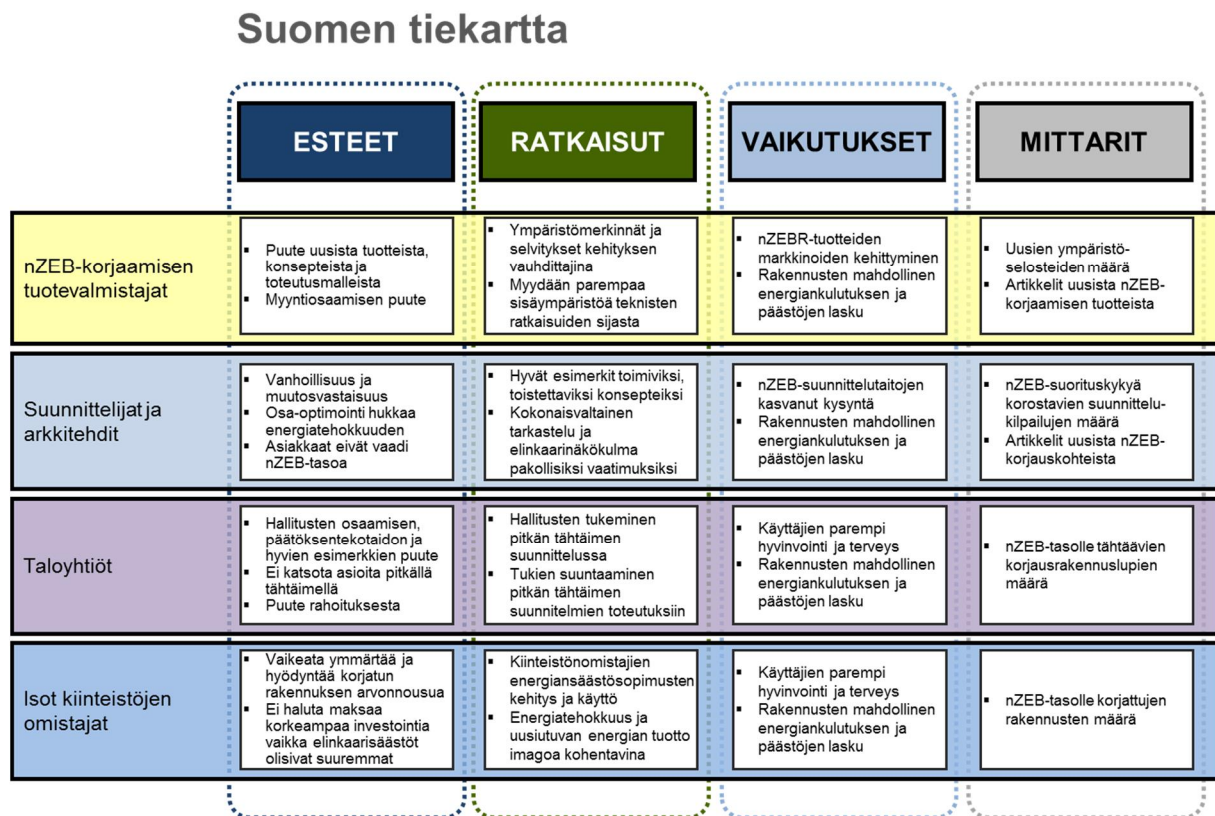 Suomen tiekartta
ESTEET
RATKAISUT
VAIKUTUKSET
MITTARIT
nZEB-korjaamisen
tuotevalmistajat
▪ Puute uusista tuotteista,
konsepteista ja
toteutusmalleista
▪ Myyntiosaamisen puute
▪ Ympäristömerkinnät ja
selvitykset kehityksen
vauhdittajina
▪ Myydään parempaa
sisäympäristöä teknisten
ratkaisuiden sijasta
▪ nZEBR-tuotteiden
markkinoiden kehittyminen
▪ Rakennusten mahdollinen
energiankulutuksen ja
päästöjen lasku
▪ Uusien ympäristö-
selosteiden määrä
▪ Artikkelit uusista nZEB-
korjaamisen tuotteista
Suunnittelijat ja
arkkitehdit
▪ Vanhoillisuus ja
muutosvastaisuus
▪ Osa-optimointi hukkaa
energiatehokkuuden
▪ Asiakkaat eivät vaadi
nZEB-tasoa
▪ Hyvät esimerkit toimiviksi,
toistettaviksi konsepteiksi
▪ Kokonaisvaltainen
tarkastelu ja
elinkaarinäkökulma
pakollisiksi vaatimuksiksi
▪ nZEB-suunnittelutaitojen
kasvanut kysyntä
▪ Rakennusten mahdollinen
energiankulutuksen ja
päästöjen lasku
▪ nZEB-suorituskykyä
korostavien suunnittelu-
kilpailujen määrä
▪ Artikkelit uusista nZEB-
korjauskohteista
Taloyhtiöt
▪ Hallitusten osaamisen,
päätöksentekotaidon ja
hyvien esimerkkien puute
▪ Ei katsota asioita pitkällä
tähtäimellä
▪ Puute rahoituksesta
▪ Hallitusten tukeminen
pitkän tähtäimen
suunnittelussa
▪ Tukien suuntaaminen
pitkän tähtäimen
suunnitelmien toteutuksiin
▪ Käyttäjien parempi
hyvinvointi ja terveys
▪ Rakennusten mahdollinen
energiankulutuksen ja
päästöjen lasku
▪ nZEB-tasolle tähtäävien
korjausrakennuslupien
määrä
Isot kiinteistöjen
omistajat
▪ Vaikeata ymmärtää ja
hyödyntää korjatun
rakennuksen arvonnousua
▪ Ei haluta maksaa
korkeampaa investointia
vaikka elinkaarisäästöt
olisivat suuremmat
▪ Kiinteistönomistajien
energiansäästösopimusten
kehitys ja käyttö
▪ Energiatehokkuus ja
uusiutuvan energian tuotto
imagoa kohentavina
▪ Käyttäjien parempi
hyvinvointi ja terveys
▪ Rakennusten mahdollinen
energiankulutuksen ja
päästöjen lasku
▪ nZEB-tasolle korjattujen
rakennusten määrä